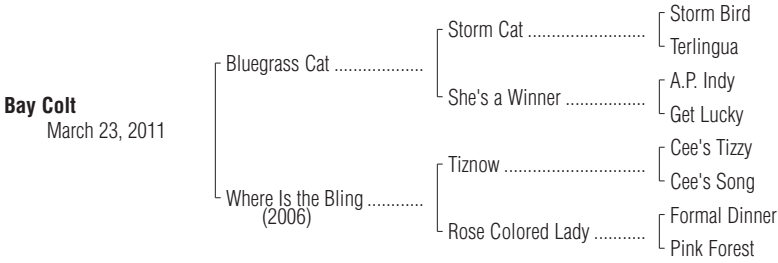 Storm Bird
Storm Cat ........................
Terlingua
Bluegrass Cat ..................
A.P. Indy
She's a Winner ................
Get Lucky
Bay Colt
March 23, 2011
Cee's Tizzy
Tiznow ............................
Cee's Song
Where Is the Bling ...........
(2006)
Formal Dinner
Rose Colored Lady ..........
Pink Forest